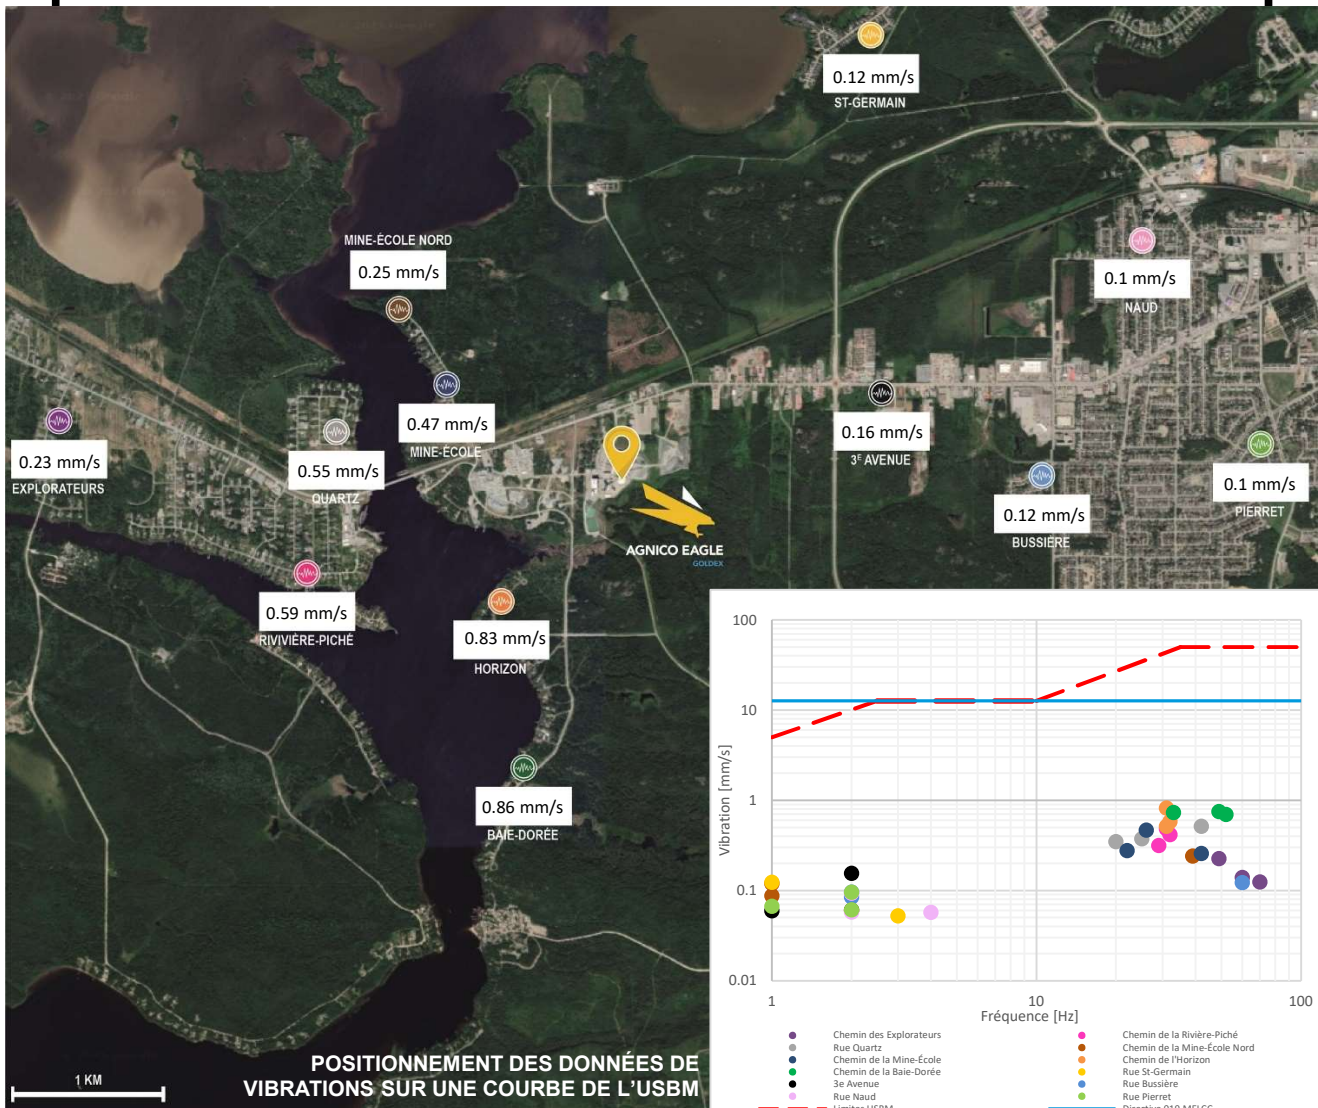 0.12 mm/s
ST-GERMAIN
MINE-ÉCOLE NORD
0.25 mm/s
0.1 mm/s
NAUD
0.47 mm/s
MINE-ÉCOLE
0.16 mm/s
3E AVENUE
0.23 mm/s
EXPLORATEURS
0.55 mm/s
QUARTZ
0.1 mm/s
PIERRET
0.12 mm/s
BUSSIÈRE
AGNICO EAGLE
GOLDEX
0.59 mm/s
RIVIVIÈRE-PICHÉ
0.83 mm/s
HORIZON
0.86 mm/s
BAIE-DORÉE
100
10
1
0.1
0.01
Vibration [mm/s]
1 10 100
Fréquence [Hz]
Chemin des Explorateurs
Chemin de la Rivière-Piché
Rue Quartz
Chemin de la Mine-École Nord
Chemin de la Mine-École
Chemin de l'Horizon
Chemin de la Baie-Dorée
Rue St-Germain
3e Avenue
Rue Bussière
Rue Naud
Rue Pierret
Limites USBM
Directive 019 MELCC
1 KM
POSITIONNEMENT DES DONNÉES DE
VIBRATIONS SUR UNE COURBE DE L'USBM